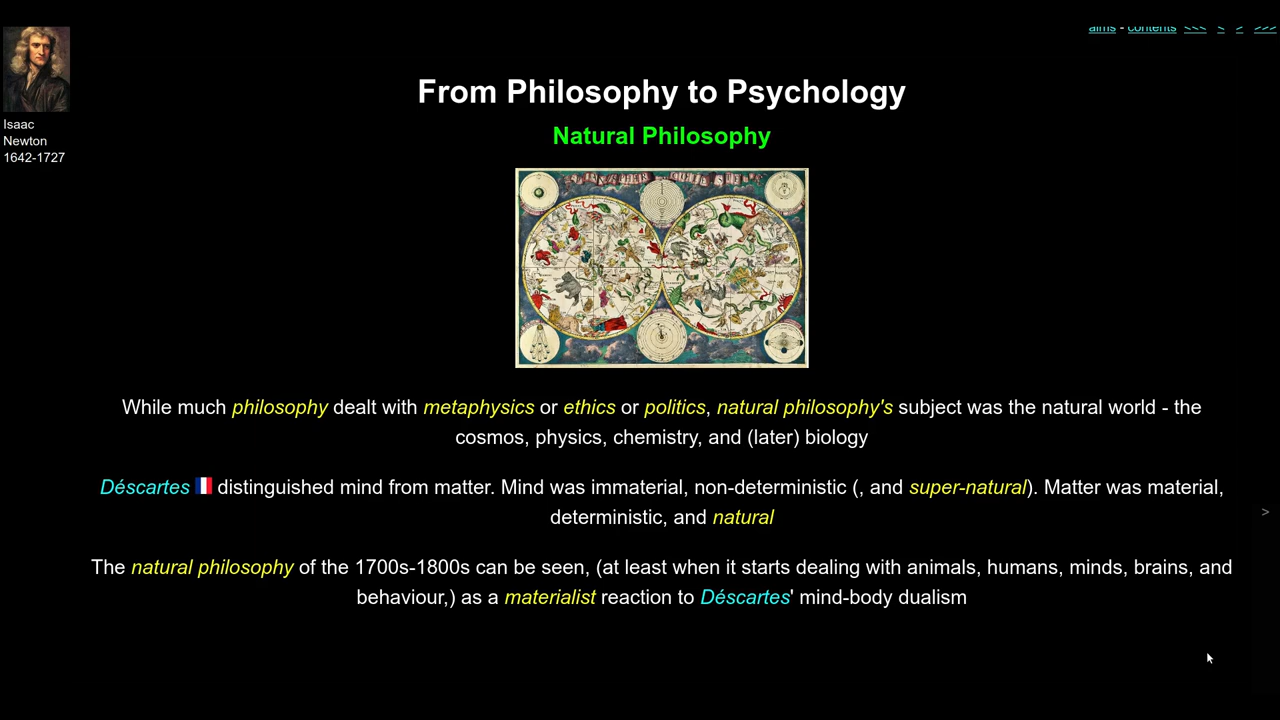 aims - contents <<< < > >>>
Isaac
Newton
1642-1727
From Philosophy to Psychology
Natural Philosophy
While much philosophy dealt with metaphysics or ethics or politics, natural philosophy's subject was the natural world - the
cosmos, physics, chemistry, and (later) biology
Déscartes distinguished mind from matter. Mind was immaterial, non-deterministic (, and super-natural). Matter was material,
deterministic, and natural
>
The natural philosophy of the 1700s-1800s can be seen, (at least when it starts dealing with animals, humans, minds, brains, and
behaviour,) as a materialist reaction to Déscartes' mind-body dualism